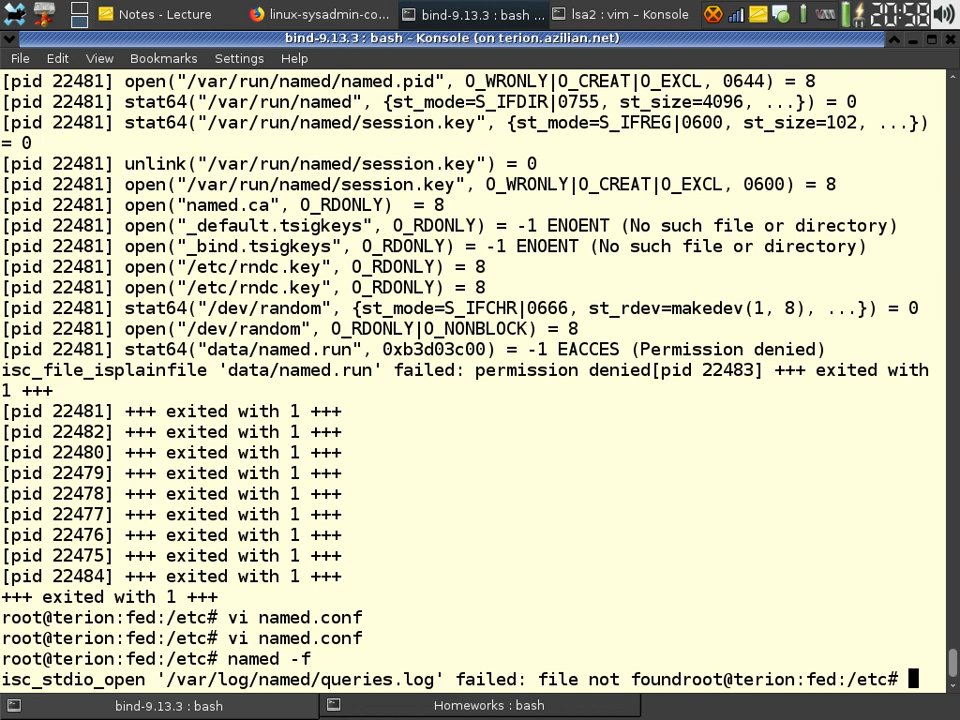 Notes - Lecture
linux-sysadmin-co...
bind-9.13.3 : bash ...
lsa2 : vim – Konsole
20:58
bind-9.13.3 : bash – Konsole (on terion.azilian.net)
File Edit View Bookmarks Settings Help
[pid 22481] open("/var/run/named/named.pid", O_WRONLY|O_CREAT|O_EXCL, 0644) = 8
[pid 22481] stat64("/var/run/named", {st_mode=S_IFDIR|0755, st_size=4096, ...}) = 0
[pid 22481] stat64("/var/run/named/session.key", {st_mode=S_IFREG|0600, st_size=102, ...})
= 0
[pid 22481] unlink("/var/run/named/session.key") = 0
[pid 22481] open("/var/run/named/session.key", O_WRONLY|O_CREAT|O_EXCL, 0600) = 8
[pid 22481] open("named.ca", O_RDONLY)  = 8
[pid 22481] open("_default.tsigkeys", O_RDONLY) = -1 ENOENT (No such file or directory)
[pid 22481] open("_bind.tsigkeys", O_RDONLY) = -1 ENOENT (No such file or directory)
[pid 22481] open("/etc/rndc.key", O_RDONLY) = 8
[pid 22481] open("/etc/rndc.key", O_RDONLY) = 8
[pid 22481] stat64("/dev/random", {st_mode=S_IFCHR|0666, st_rdev=makedev(1, 8), ...}) = 0
[pid 22481] open("/dev/random", O_RDONLY|O_NONBLOCK) = 8
[pid 22481] stat64("data/named.run", 0xb3d03c00) = -1 EACCES (Permission denied)
isc_file_isplainfile 'data/named.run' failed: permission denied[pid 22483] +++ exited with
1 +++
[pid 22481] +++ exited with 1 +++
[pid 22482] +++ exited with 1 +++
[pid 22480] +++ exited with 1 +++
[pid 22479] +++ exited with 1 +++
[pid 22478] +++ exited with 1 +++
[pid 22477] +++ exited with 1 +++
[pid 22476] +++ exited with 1 +++
[pid 22475] +++ exited with 1 +++
[pid 22484] +++ exited with 1 +++
+++ exited with 1 +++
root@terion:fed:/etc# vi named.conf
root@terion:fed:/etc# vi named.conf
root@terion:fed:/etc# named -f
isc_stdio_open '/var/log/named/queries.log' failed: file not foundroot@terion:fed:/etc#
bind-9.13.3 : bash
Homeworks : bash